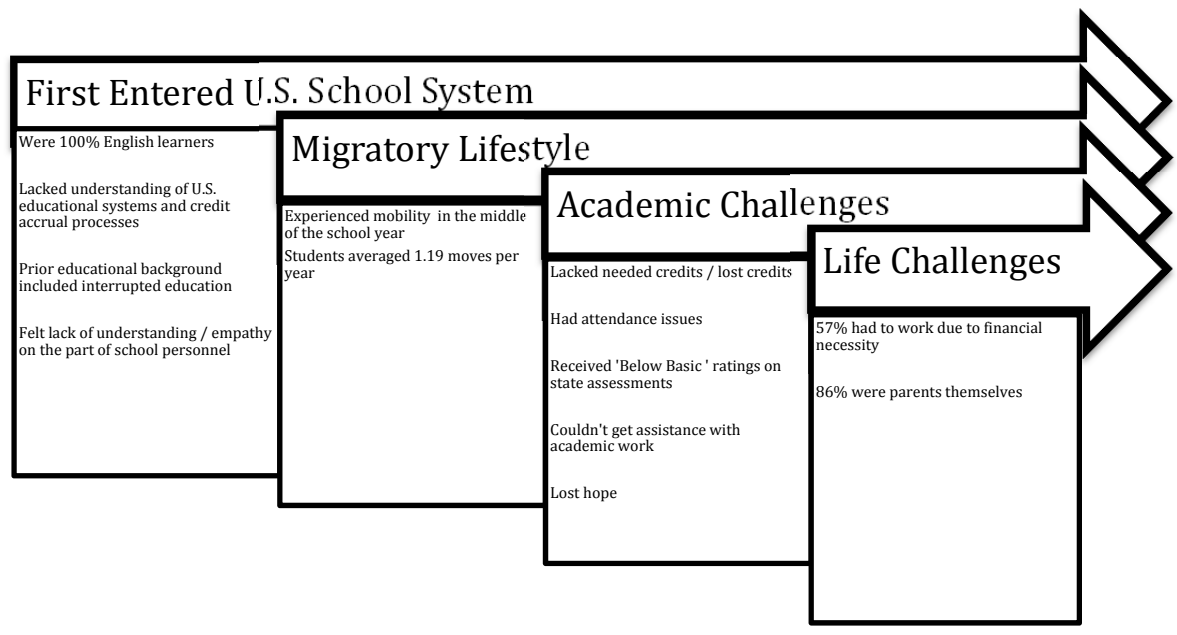 First Entered U.S. School System
Were 100% English learners
Lacked understanding of U.S.
educational systems and credit
accrual processes
Prior educational background
included interrupted education
Felt lack of understanding / empathy
on the part of school personnel
Migratory Lifestyle
Experienced mobility in the middle
of the school year
Students averaged 1.19 moves per
year
Academic Challenges
Lacked needed credits / lost credits
Had attendance issues
Received 'Below Basic ' ratings on
state assessments
Couldn't get assistance with
academic work
Lost hope
Life Challenges
57% had to work due to financial
necessity
86% were parents themselves